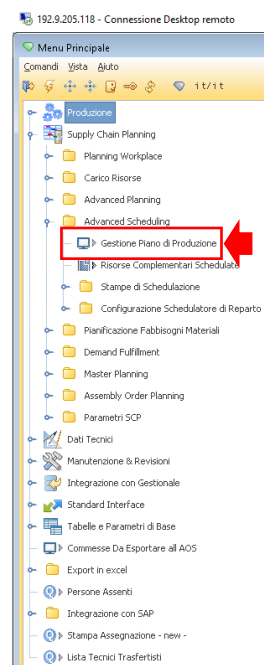 192.9.205.118 - Connessione Desktop remoto
Menu Principale
Comandi Vista Aiuto
it/it
Produzione
Supply Chain Planning
Planning Workplace
Carico Risorse
Advanced Planning
Advanced Scheduling
Gestione Piano di Produzione
Risorse Complementari Schedulate
Stampe di Schedulazione
Configurazione Schedulatore di Reparto
Pianificazione Fabbisogni Materiali
Demand Fulfillment
Master Planning
Assembly Order Planning
Parametri SCP
Dati Tecnici
Manutenzione & Revisioni
Integrazione con Gestionale
Standard Interface
Tabelle e Parametri di Base
Commesse Da Esportare all AOS
Export in excel
Persone Assenti
Integrazione con SAP
Stampa Assegnazione - new -
Lista Tecnici Trasfertisti